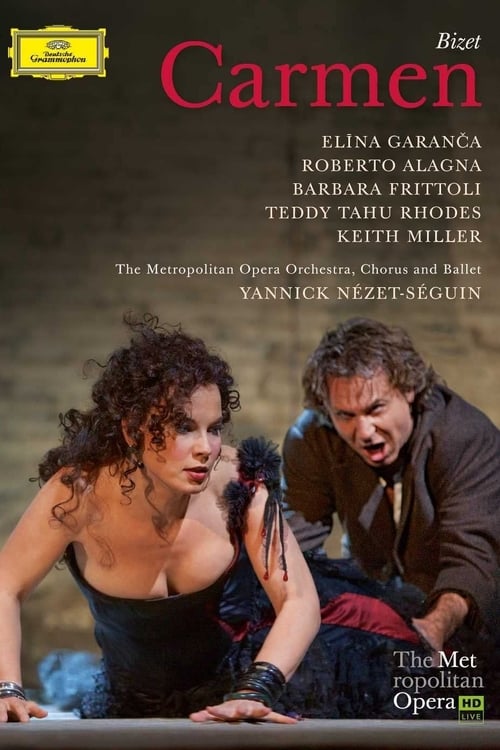 Deutsche
Grammophon
Bizet
Carmen
ELĪNA GARANČA
ROBERTO ALAGNA
BARBARA FRITTOLI
TEDDY TAHU RHODES
KEITH MILLER
The Metropolitan Opera Orchestra, Chorus and Ballet
YANNICK NÉZET-SÉGUIN
The Met
ropolitan
Opera HD
LIVE